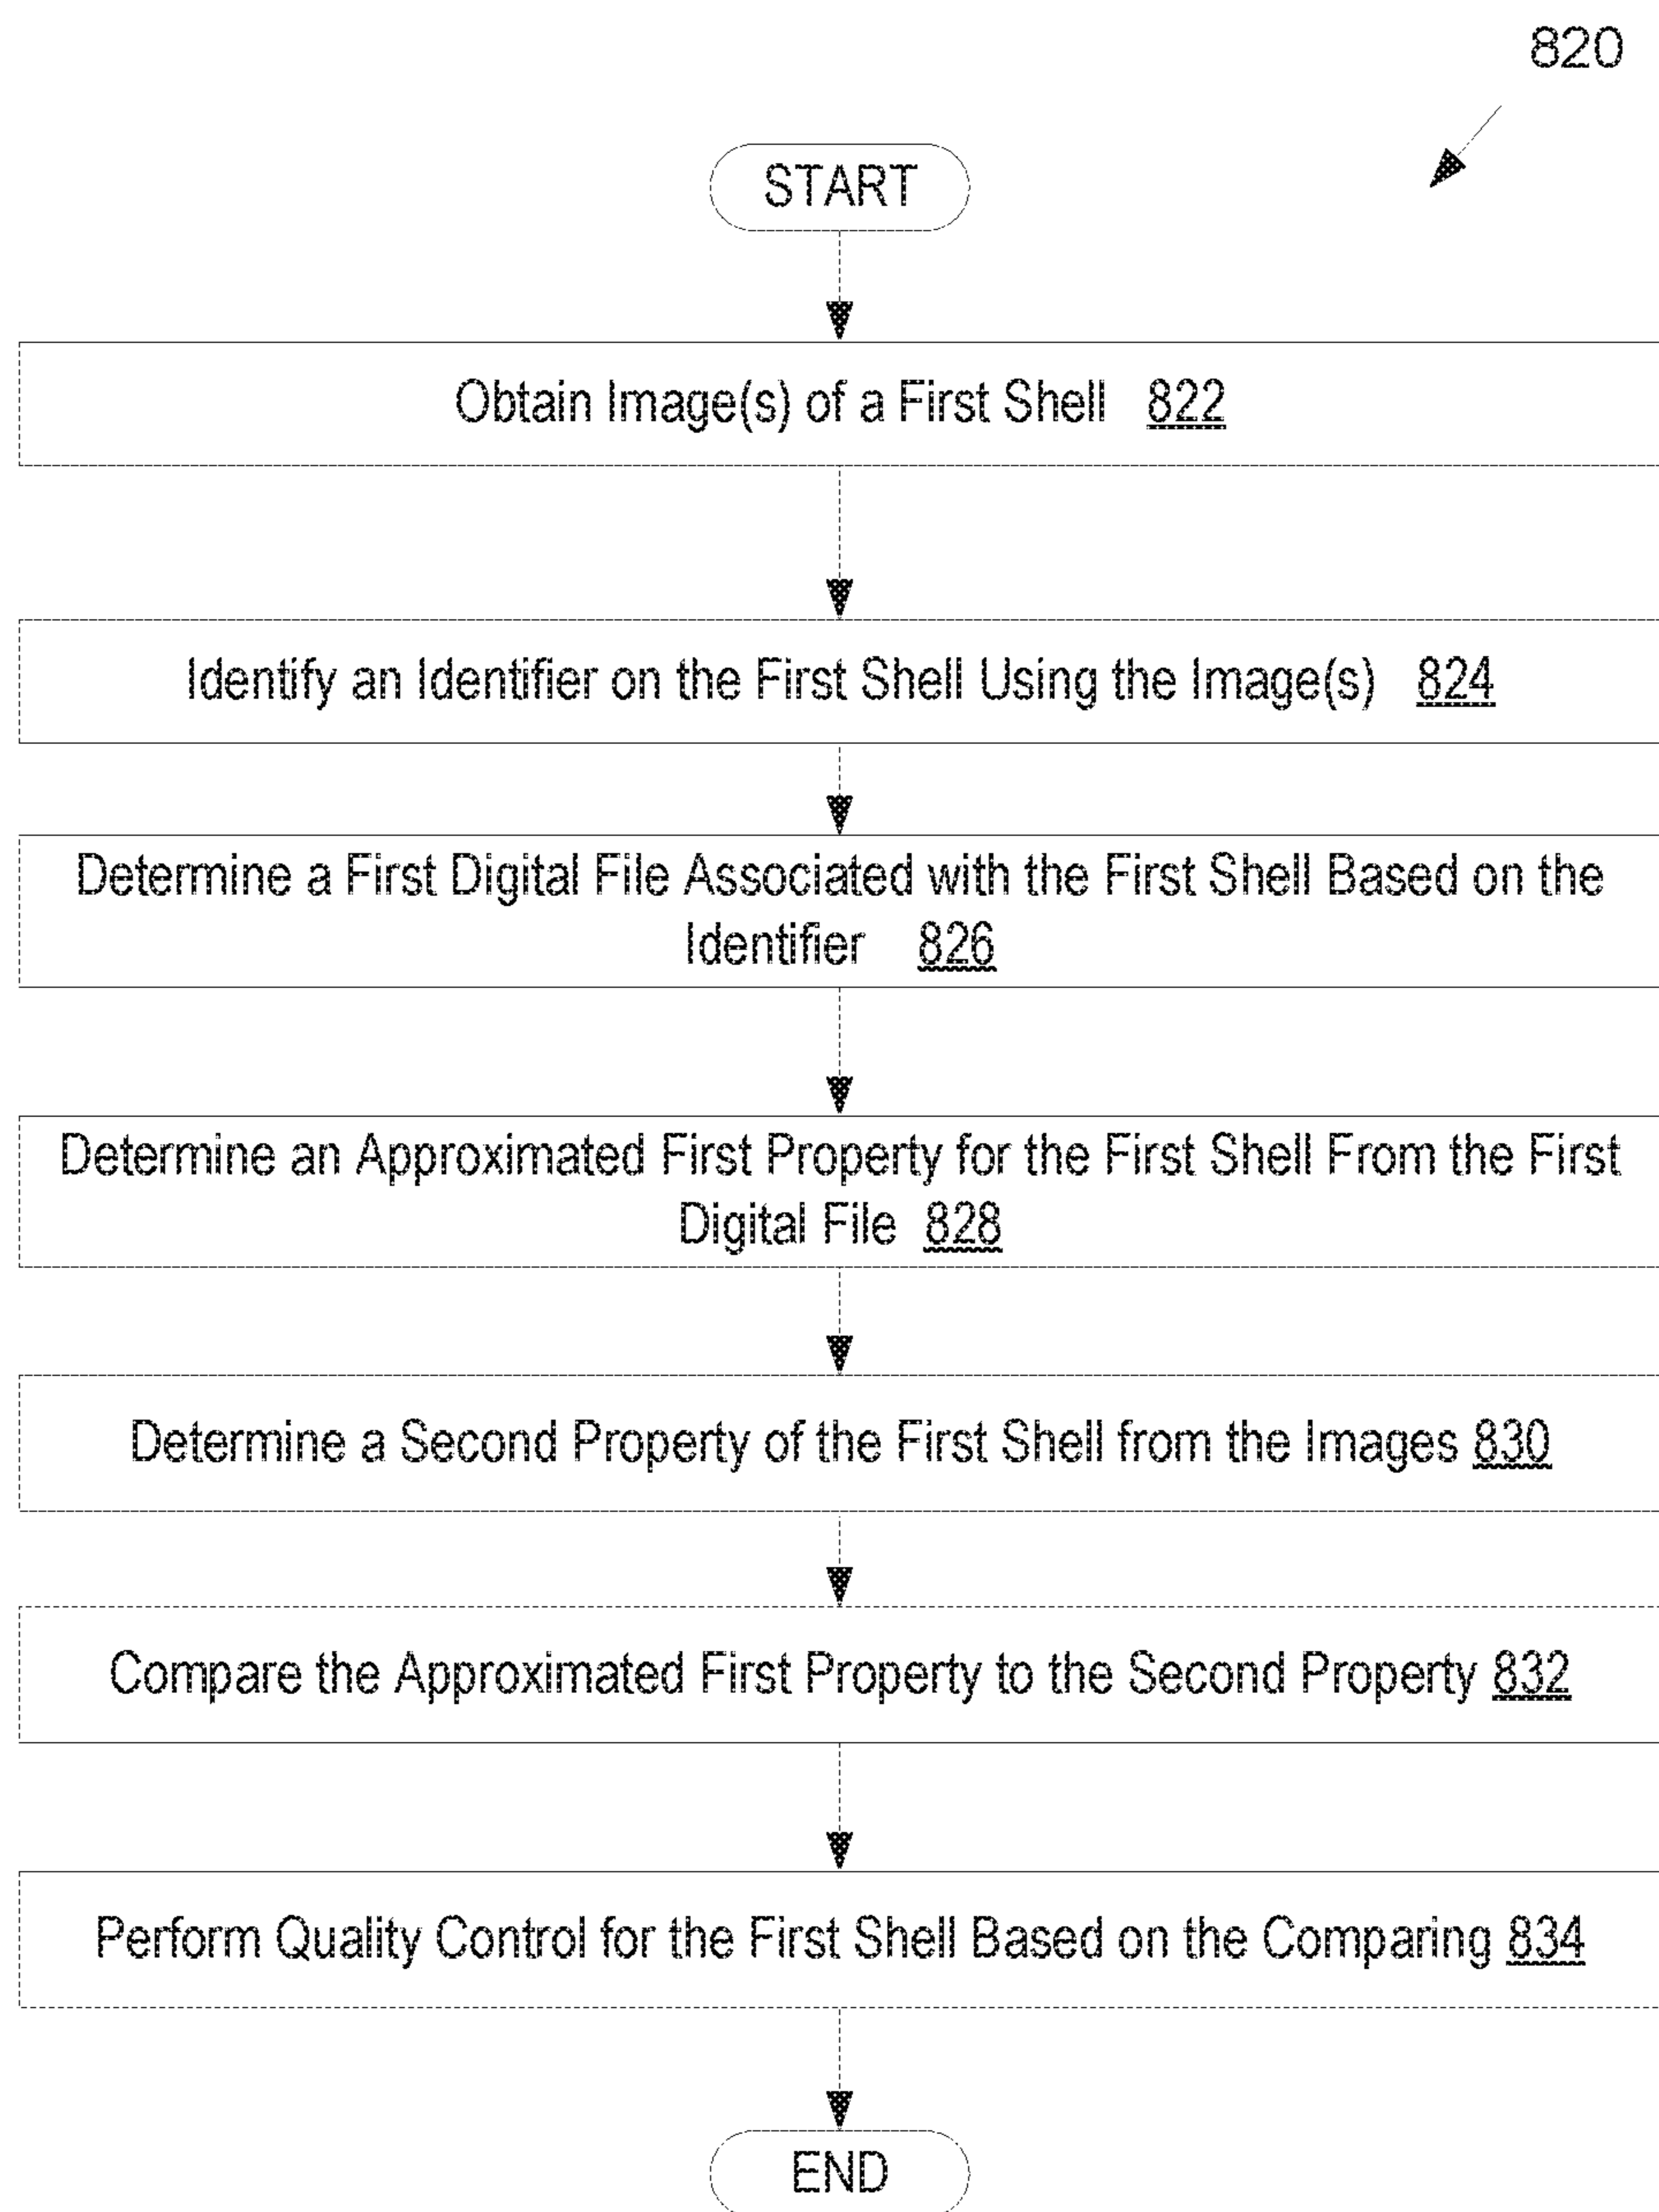 820
START
Obtain Image(s) of a First Shell 822
Identify an Identifier on the First Shell Using the Image(s) 824
Determine a First Digital File Associated with the First Shell Based on the
Identifier 826
Determine an Approximated First Property for the First Shell From the First
Digital File 828
Determine a Second Property of the First Shell from the Images 830
Compare the Approximated First Property to the Second Property 832
Perform Quality Control for the First Shell Based on the Comparing 834
END